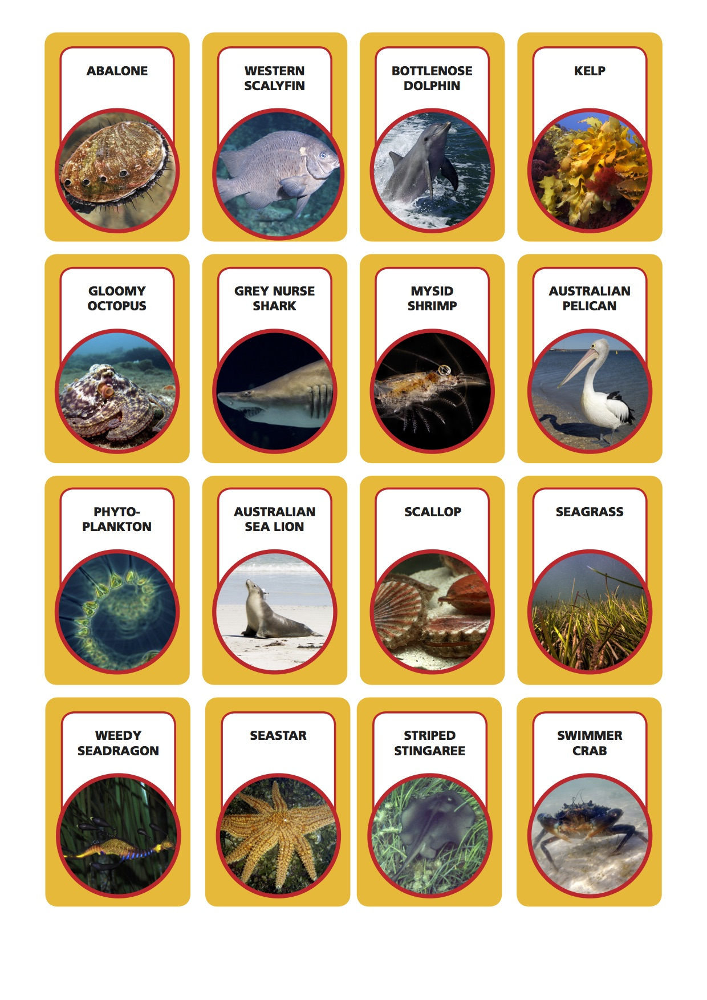 ABALONE
WESTERN
SCALYFIN
BOTTLENOSE
DOLPHIN
KELP
GLOOMY
OCTOPUS
GREY NURSE
SHARK
MYSID
SHRIMP
AUSTRALIAN
PELICAN
PHYTO-
PLANKTON
AUSTRALIAN
SEA LION
SCALLOP
SEAGRASS
WEEDY
SEADRAGON
SEASTAR
STRIPED
STINGAREE
SWIMMER
CRAB